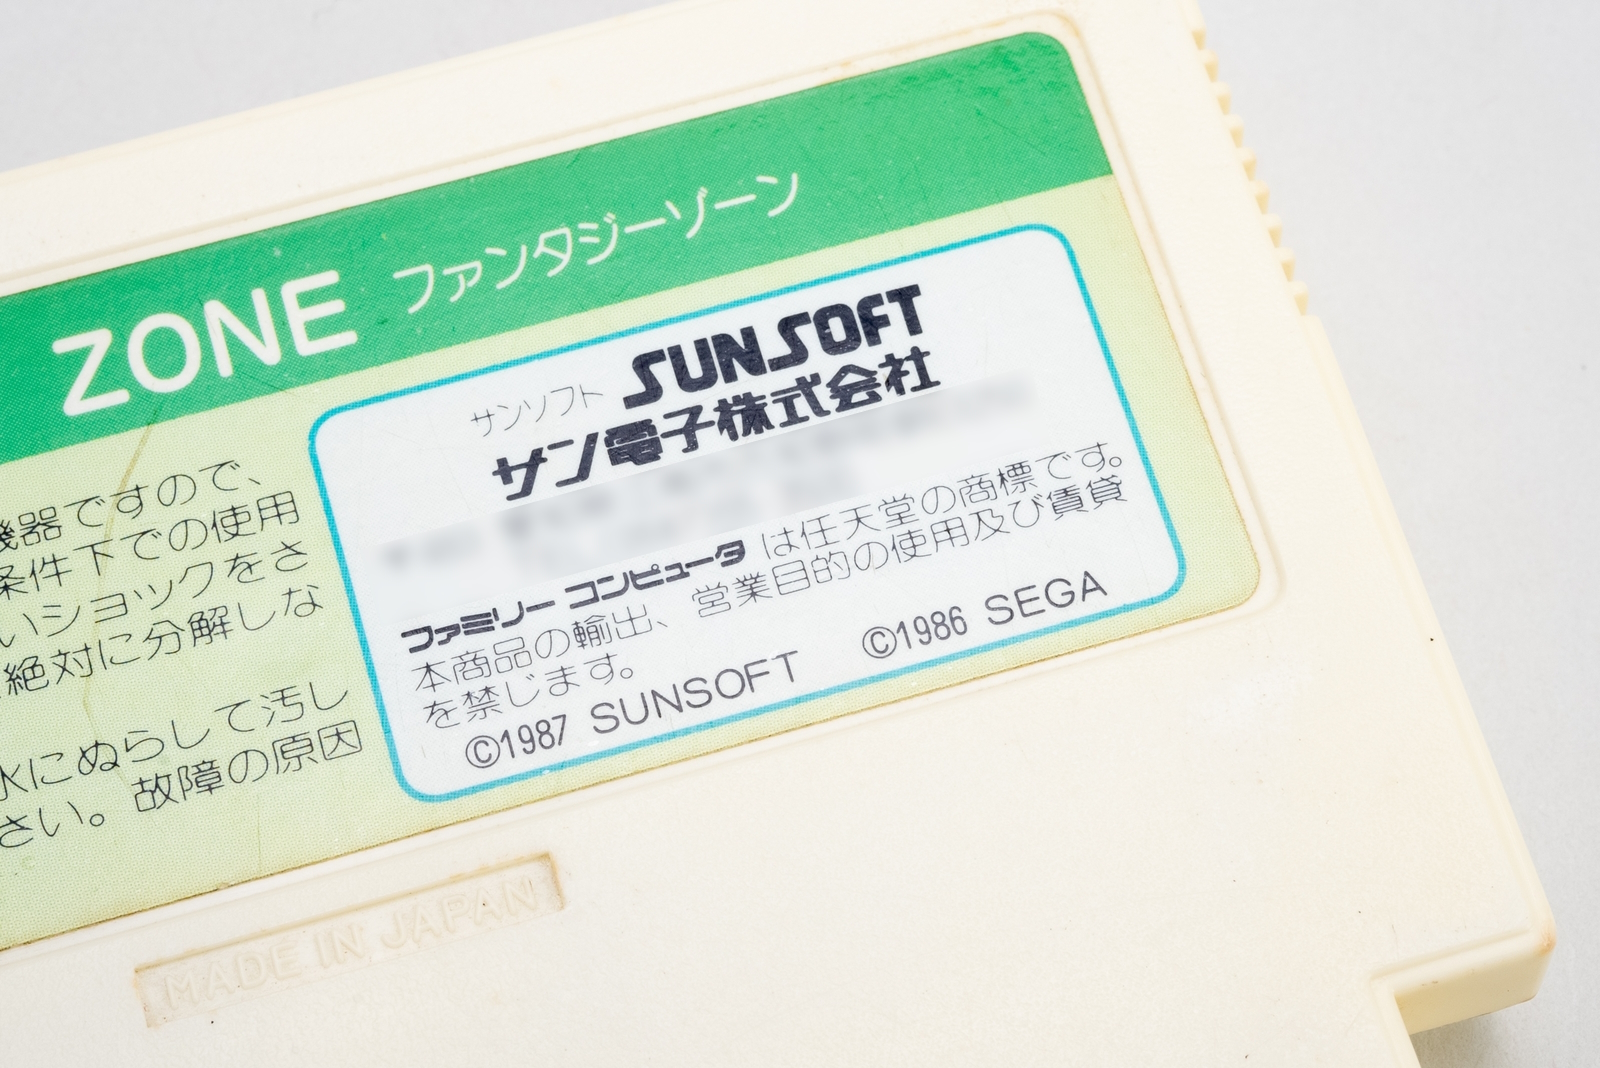 ZONE ファンタジーゾーン
機器ですので、
条件下での使用
いショックをさ
絶対に分解しな
水にぬらして汚し
さい。故障の原因
サンソフト SUNSOFT
サン電子株式会社
ファミリーコンピュータ は任天堂の商標です。
本商品の輸出、営業目的の使用及び賃貸
を禁じます。
©1987 SUNSOFT ©1986 SEGA
MADE IN JAPAN